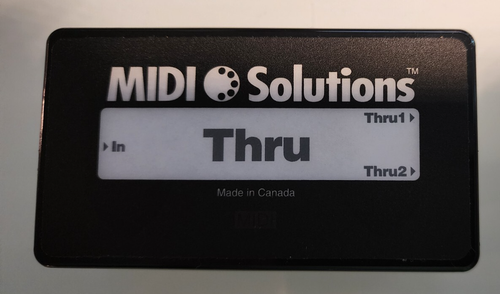 MIDI Solutions™
Thru1
In
Thru
Thru2
Made in Canada